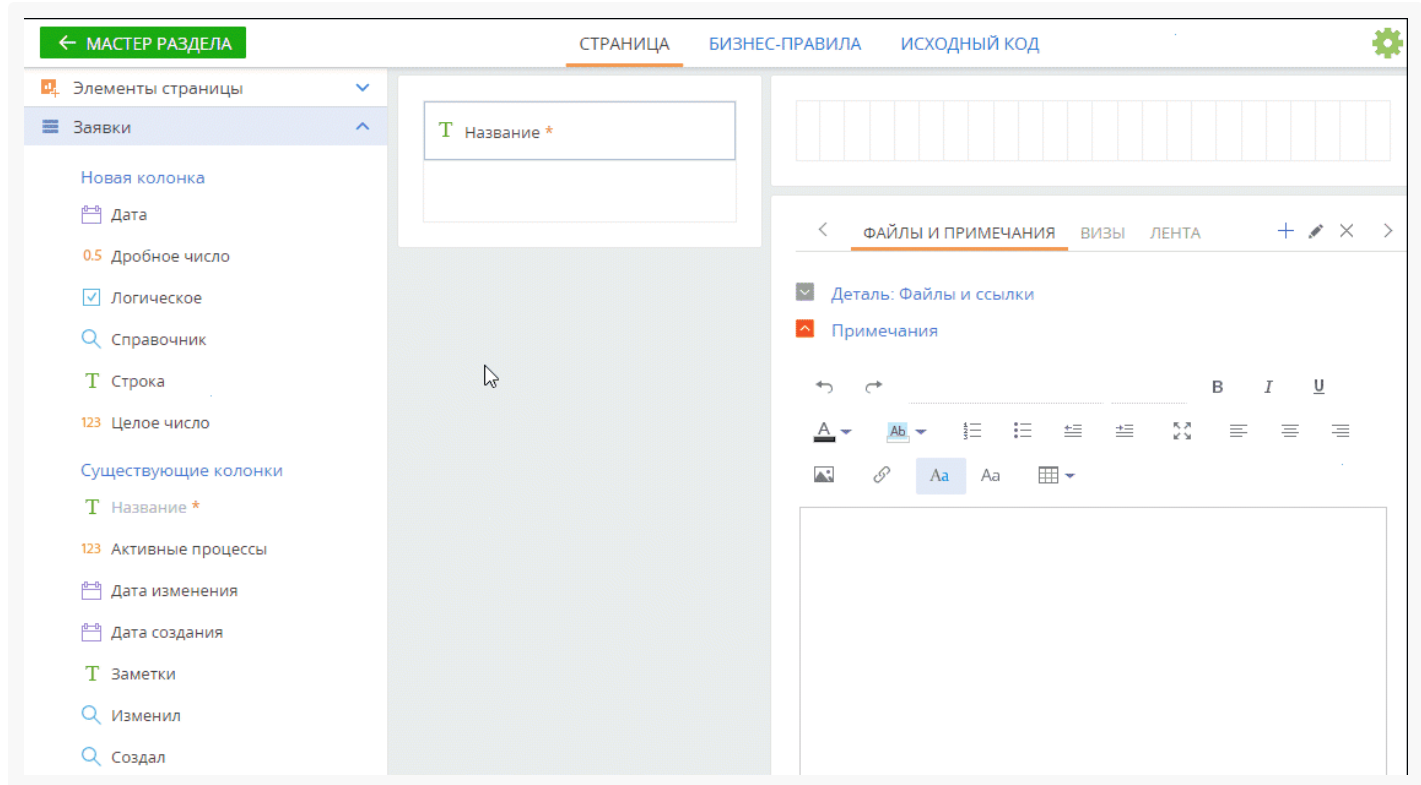 ← МАСТЕР РАЗДЕЛА
СТРАНИЦА БИЗНЕС-ПРАВИЛА ИСХОДНЫЙ КОД
Элементы страницы
Заявки
Новая колонка
Дата
0.5 Дробное число
Логическое
Справочник
T Строка
123 Целое число
Существующие колонки
T Название *
123 Активные процессы
Дата изменения
Дата создания
T Заметки
Изменил
Создал
T Название *
ФАЙЛЫ И ПРИМЕЧАНИЯ ВИЗЫ ЛЕНТА
Деталь: Файлы и ссылки
Примечания
B I U
A Ab
Aa Aa